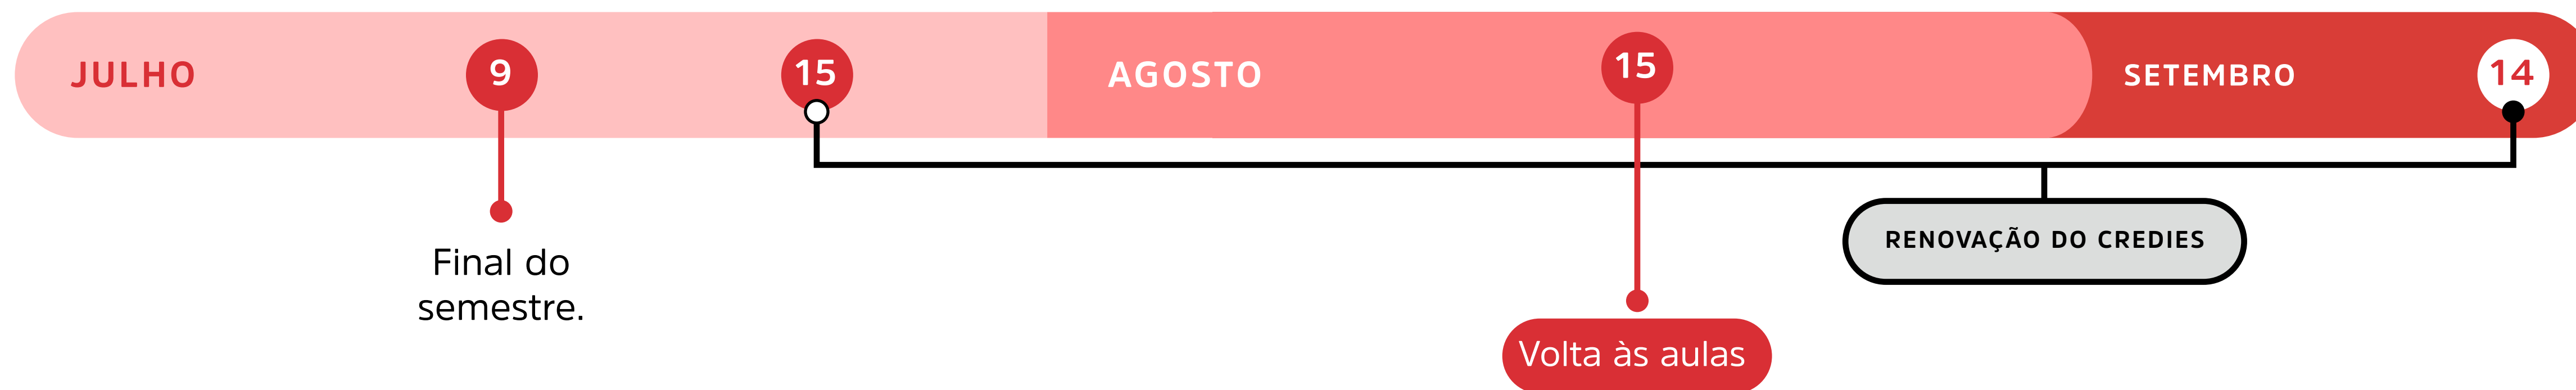 JULHO
9
15
AGOSTO
15
SETEMBRO
14
Final do
semestre.
RENOVAÇÃO DO CREDIES
Volta às aulas